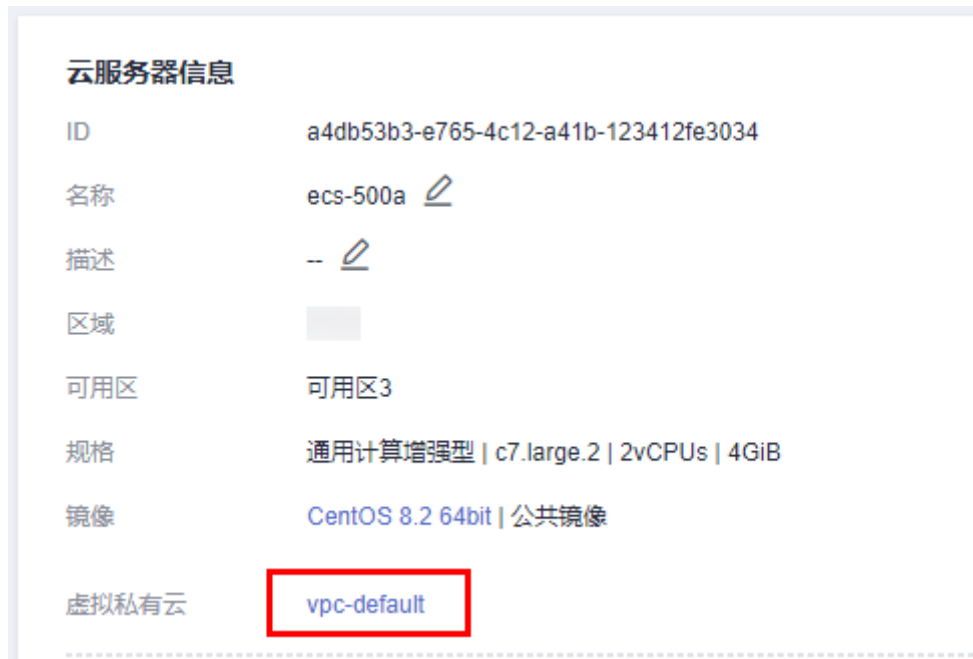 云服务器信息
ID a4db53b3-e765-4c12-a41b-123412fe3034
名称 ecs-500a
描述 --
区域
可用区 可用区3
规格 通用计算增强型 | c7.large.2 | 2vCPUs | 4GiB
镜像 CentOS 8.2 64bit | 公共镜像
虚拟私有云 vpc-default